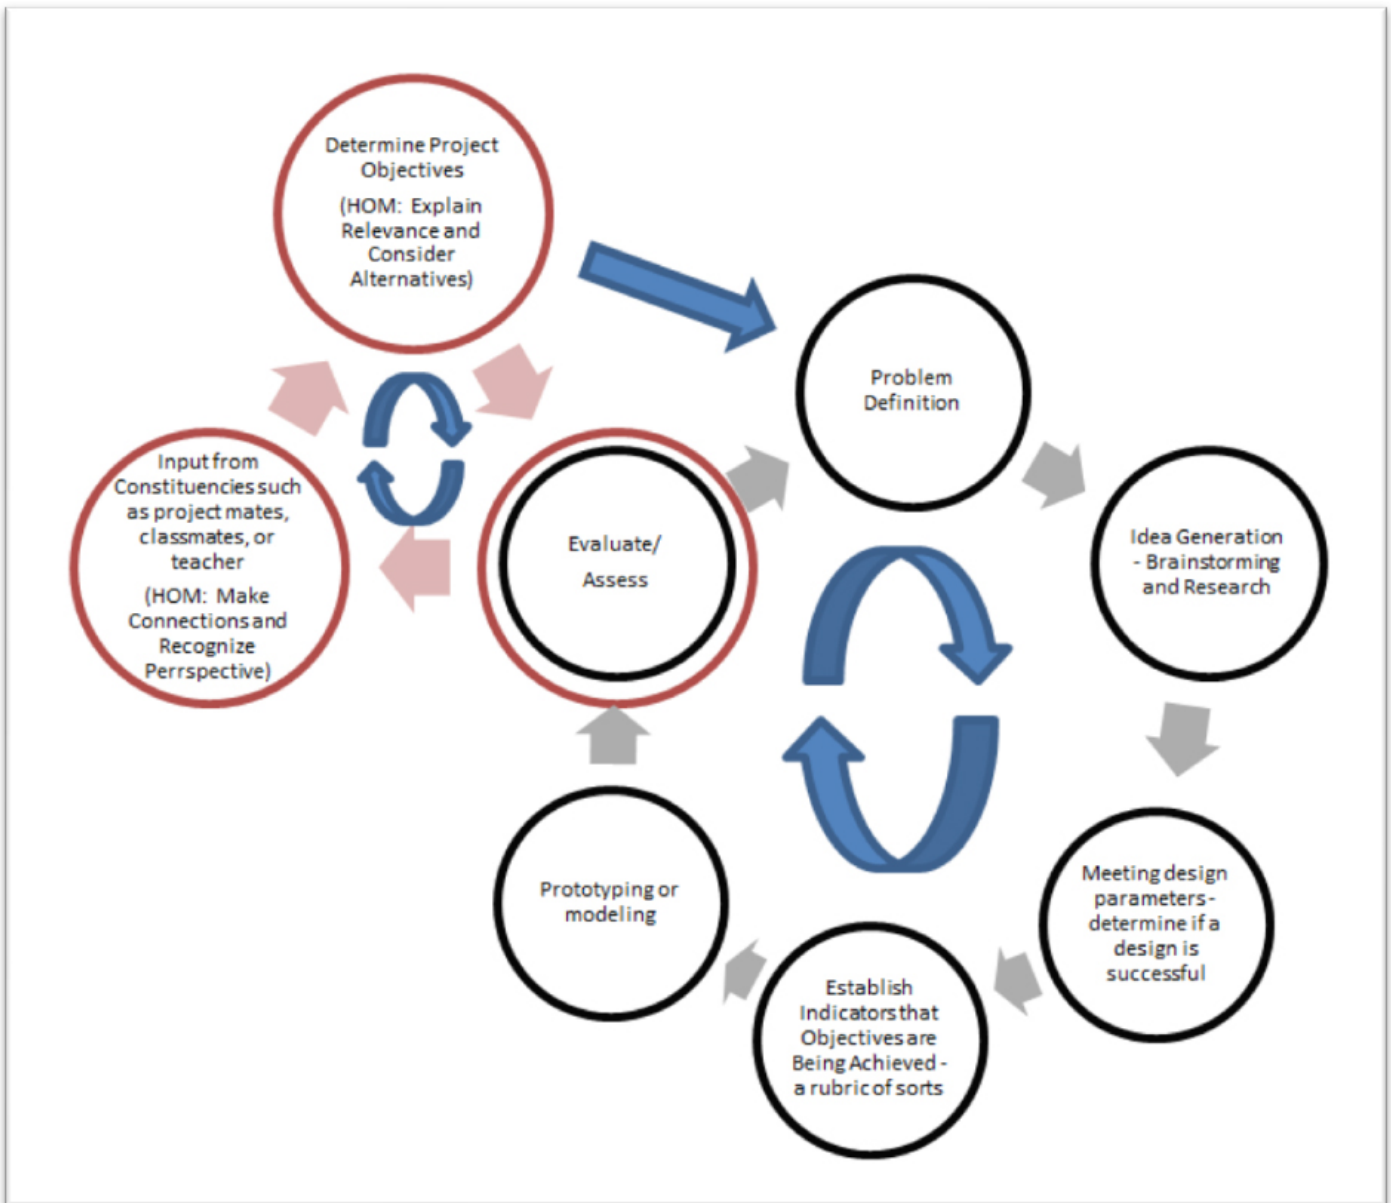 Determine Project
Objectives
(HOM: Explain
Relevance and
Consider
Alternatives)
Problem
Definition
Input from
Constituencies such
as project mates,
classmates, or
teacher
(HOM: Make
Connections and
Recognize
Perrspective)
Evaluate/
Assess
Idea Generation
- Brainstorming
and Research
Prototyping or
modeling
Meeting design
parameters-
determine if a
design is
successful
Establish
Indicators that
Objectives are
Being Achieved -
a rubric of sorts